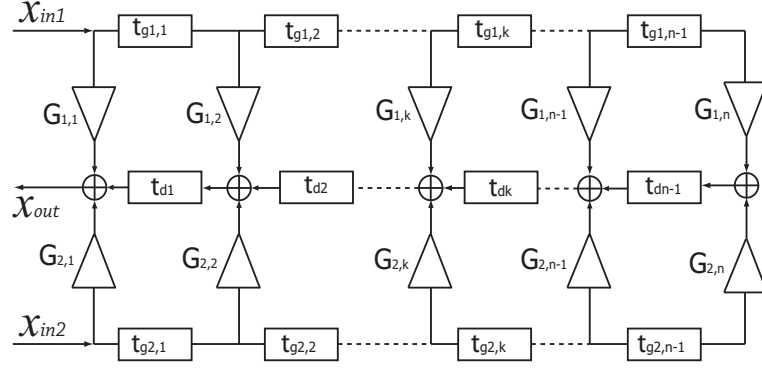 x_in1
t_g1,1 t_g1,2 t_g1,k t_g1,n-1
G_1,1 G_1,2 G_1,k G_1,n-1 G_1,n
t_d1 t_d2 t_dk t_dn-1
x_out
G_2,1 G_2,2 G_2,k G_2,n-1 G_2,n
x_in2
t_g2,1 t_g2,2 t_g2,k t_g2,n-1